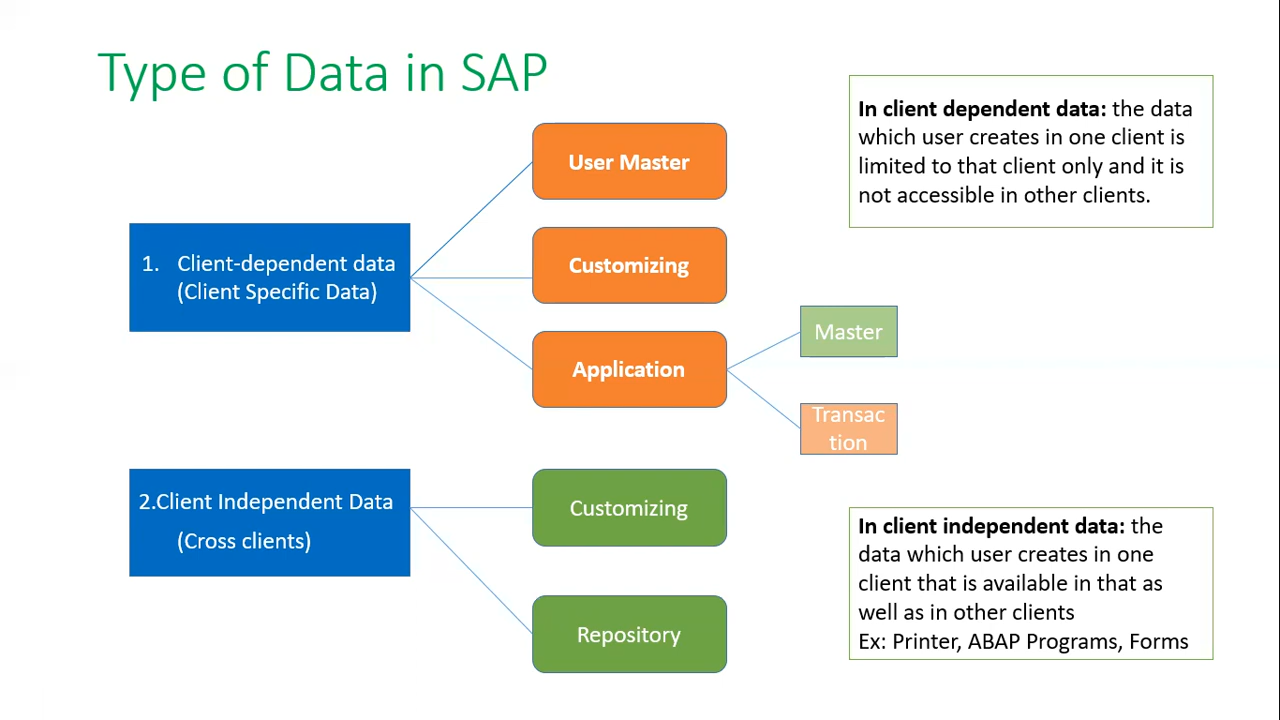 Type of Data in SAP
In client dependent data: the data
which user creates in one client is
limited to that client only and it is
not accessible in other clients.
User Master
1. Client-dependent data
(Client Specific Data)
Customizing
Application
Master
Transac
tion
2.Client Independent Data
(Cross clients)
Customizing
Repository
In client independent data: the
data which user creates in one
client that is available in that as
well as in other clients
Ex: Printer, ABAP Programs, Forms